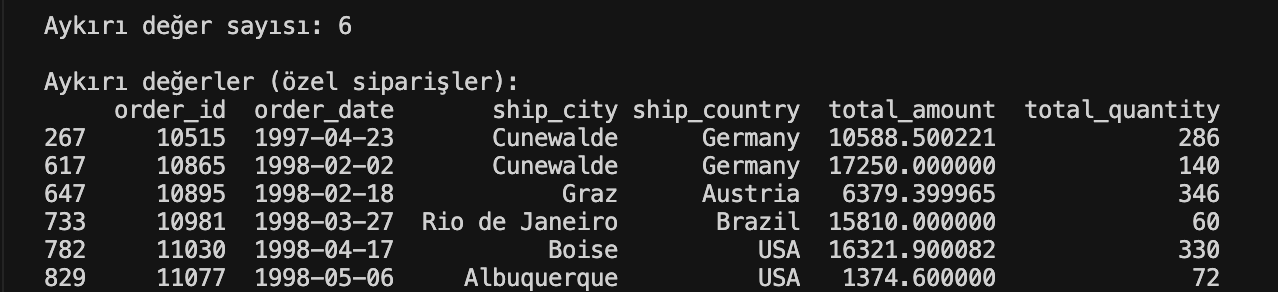 Aykırı değer sayısı: 6
Aykırı değerler (özel siparişler):
order_id order_date ship_city ship_country total_amount total_quantity
267 10515 1997-04-23 Cunewalde Germany 10588.500221 286
617 10865 1998-02-02 Cunewalde Germany 17250.000000 140
647 10895 1998-02-18 Graz Austria 6379.399965 346
733 10981 1998-03-27 Rio de Janeiro Brazil 15810.000000 60
782 11030 1998-04-17 Boise USA 16321.900082 330
829 11077 1998-05-06 Albuquerque USA 1374.600000 72